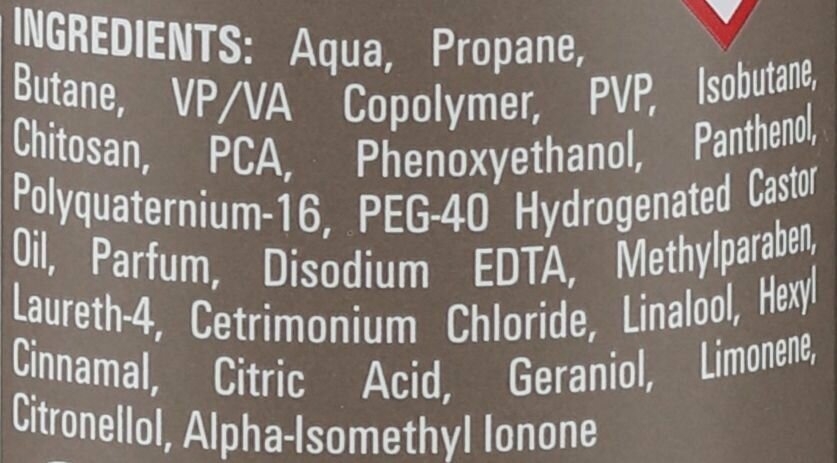 INGREDIENTS: Aqua, Propane,
Butane, VP/VA Copolymer, PVP, Isobutane,
Chitosan, PCA, Phenoxyethanol, Panthenol,
Polyquaternium-16, PEG-40 Hydrogenated Castor
Oil, Parfum, Disodium EDTA, Methylparaben,
Laureth-4, Cetrimonium Chloride, Linalool, Hexyl
Cinnamal, Citric Acid, Geraniol, Limonene,
Citronellol, Alpha-Isomethyl Ionone